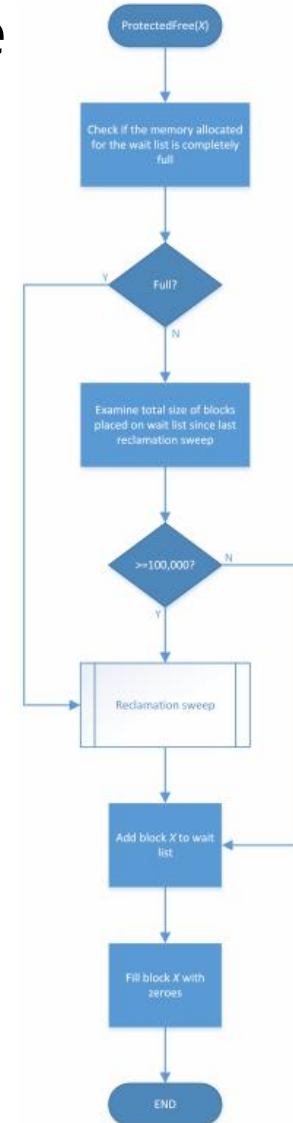 e
ProtectedFree(X)
Check if the memory allocated
for the wait list is completely
full
Full?
Y
N
Examine total size of blocks
placed on wait list since last
reclamation sweep
>=100,000?
N
Y
Reclamation sweep
Add block X to wait
list
Fill block X with
zeroes
END